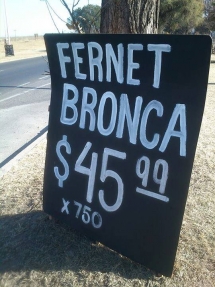 FERNET
BRONCA
$45.99
x 750